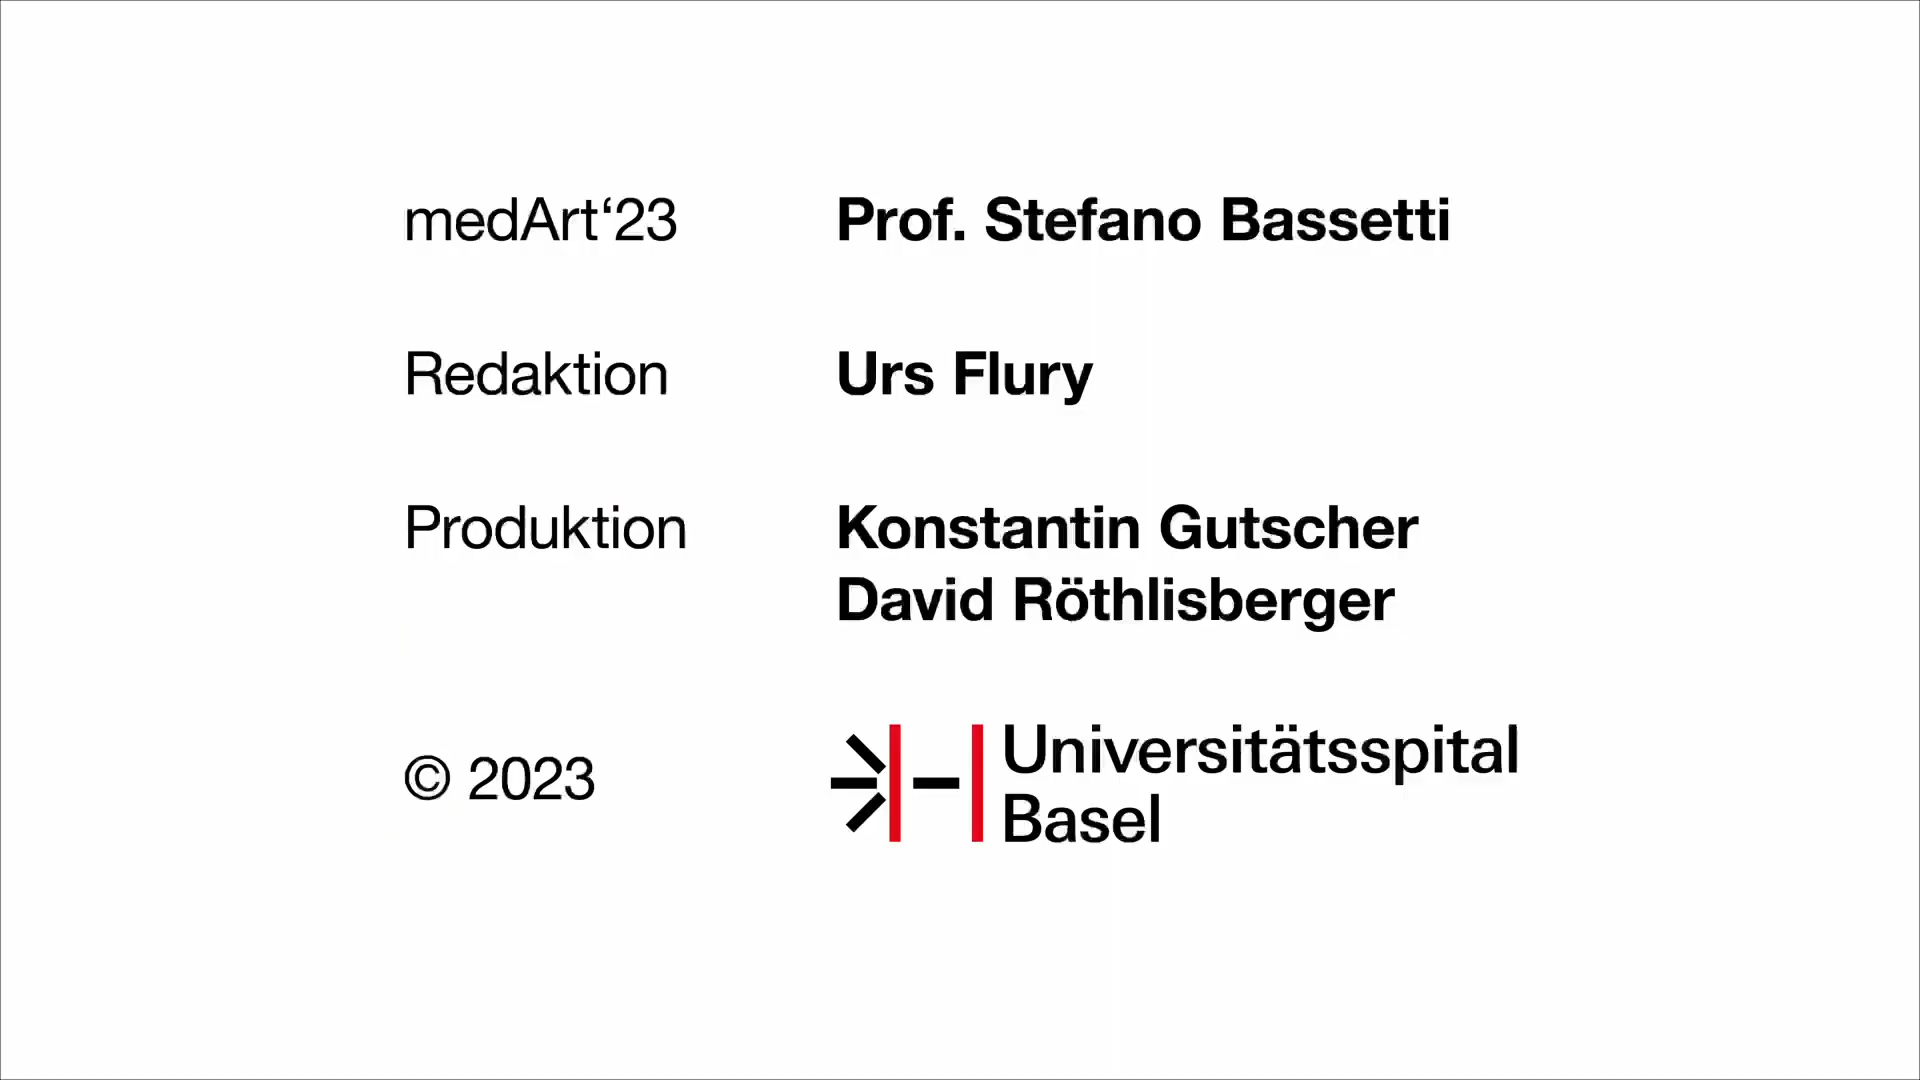 medArt‘23 Prof. Stefano Bassetti
Redaktion Urs Flury
Produktion Konstantin Gutscher
David Röthlisberger
© 2023 Universitätsspital
Basel